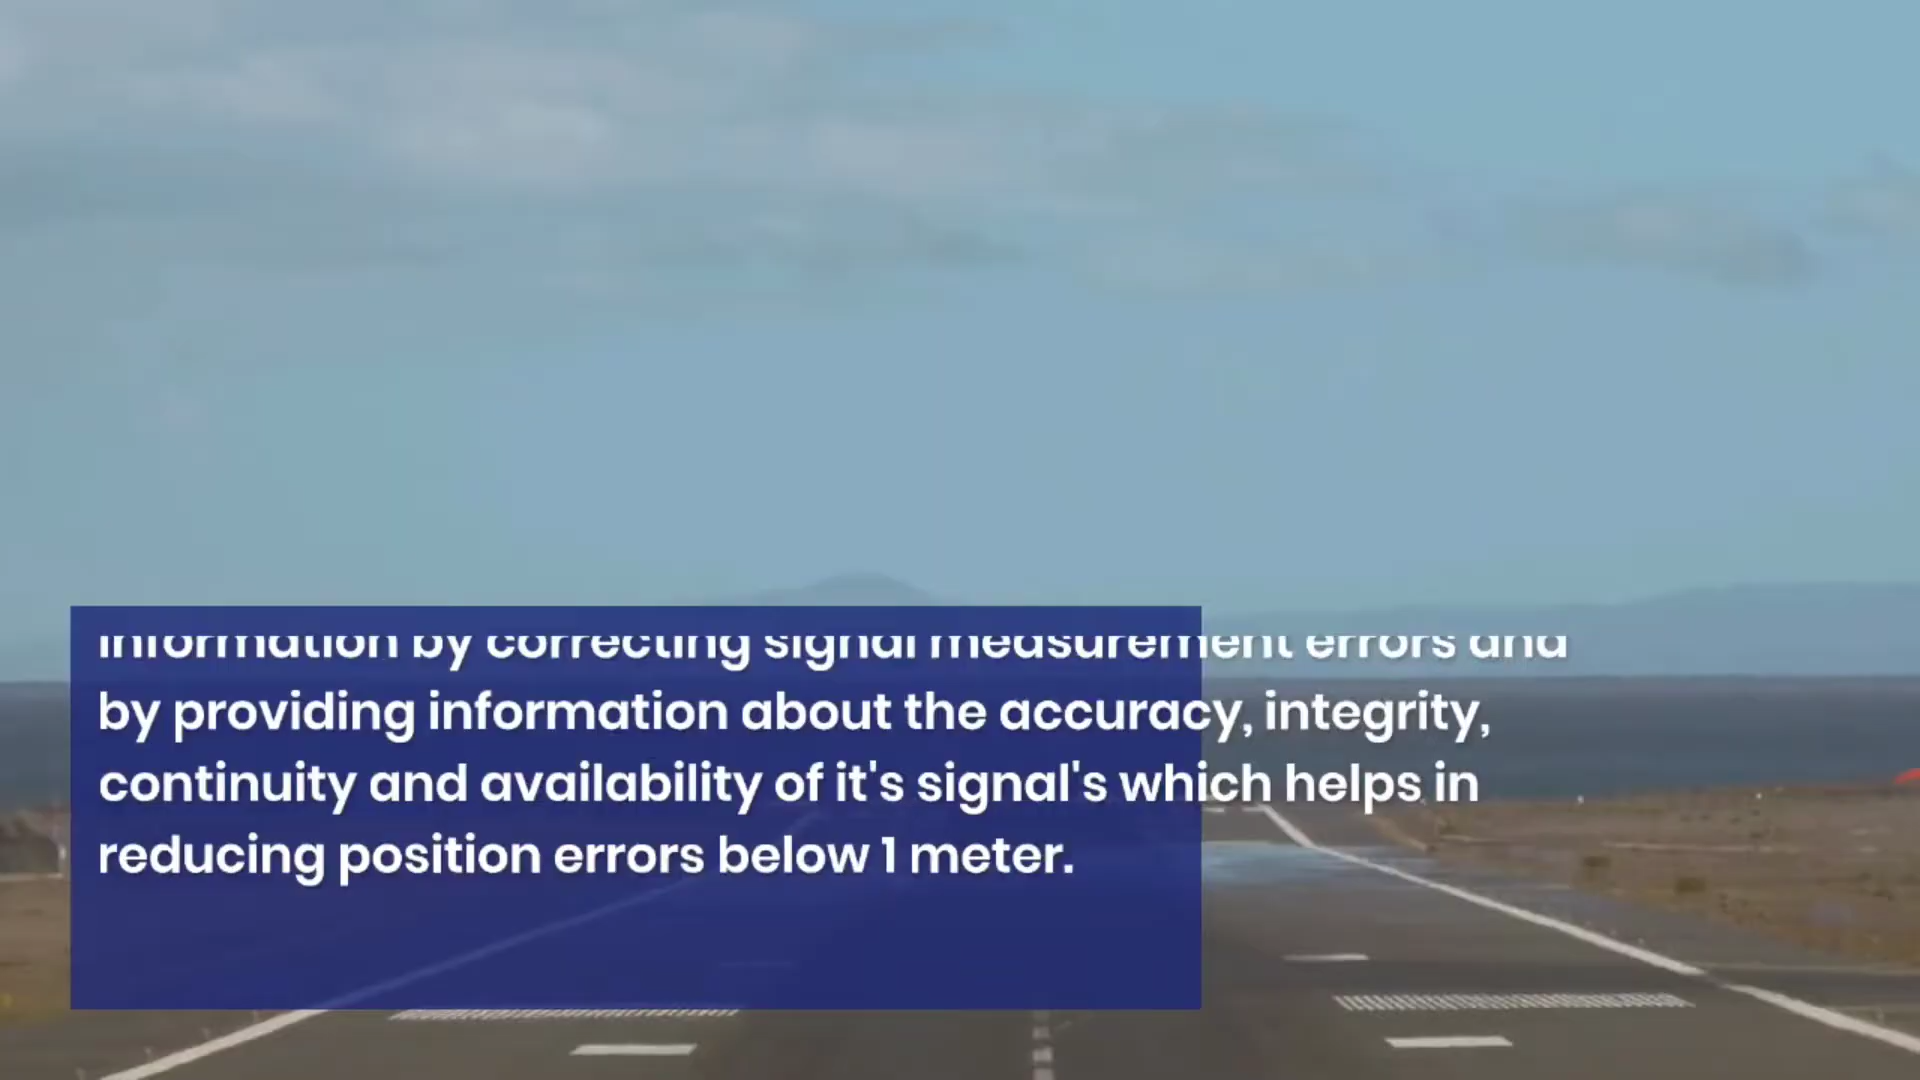 information by correcting signal measurement errors and
by providing information about the accuracy, integrity,
continuity and availability of it's signal's which helps in
reducing position errors below 1 meter.